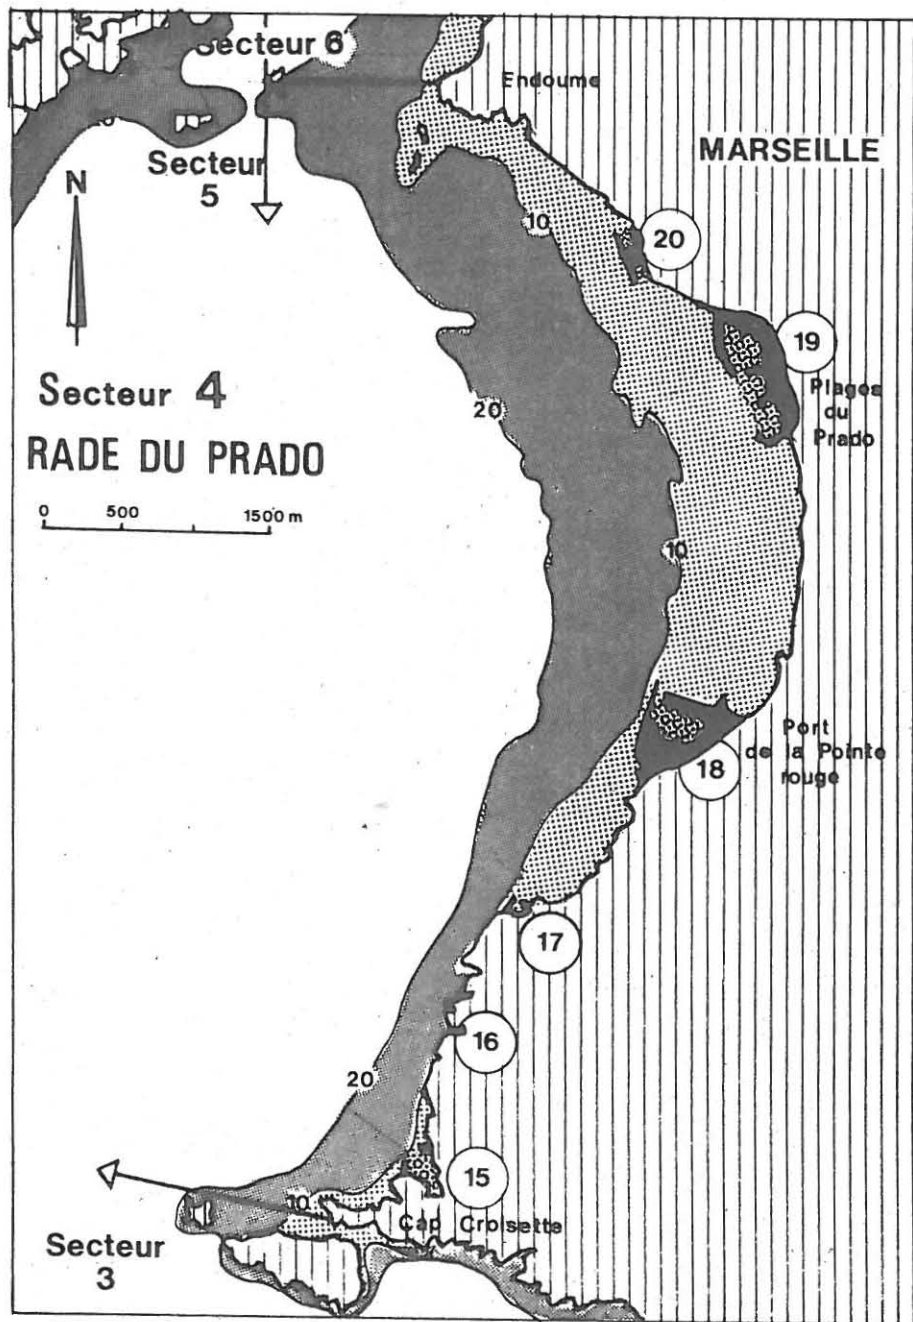 Secteur 6
Endoume
MARSEILLE
Secteur
5
N
10
20
19
Plages
du
Prado
Secteur 4
20
RADE DU PRADO
0 500 1500 m
10
Port
de la Pointe
rouge
18
17
16
20
15
10
Cap Croisette
Secteur
3